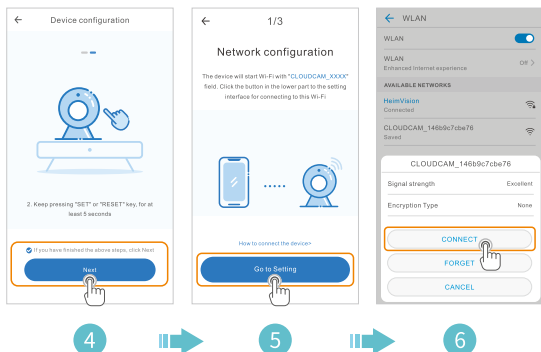 Device configuration
2. Keep pressing "SET" or "RESET" key, for at
least 5 seconds
If you have finished the above steps, click Next
Next
1/3
Network configuration
The device will start Wi-Fi with "CLOUDCAM_XXXX"
field. Click the button in the lower part to the setting
interface for connecting to this Wi-Fi
How to connect the device>
Go to Setting
WLAN
WLAN
WLAN
Enhanced Internet experience
Off >
AVAILABLE NETWORKS
HeimVision
Connected
CLOUDCAM_146b9c7cbe76
Saved
CLOUDCAM_146b9c7cbe76
Signal strength Excellent
Encryption Type None
CONNECT
FORGET
CANCEL
4
5
6